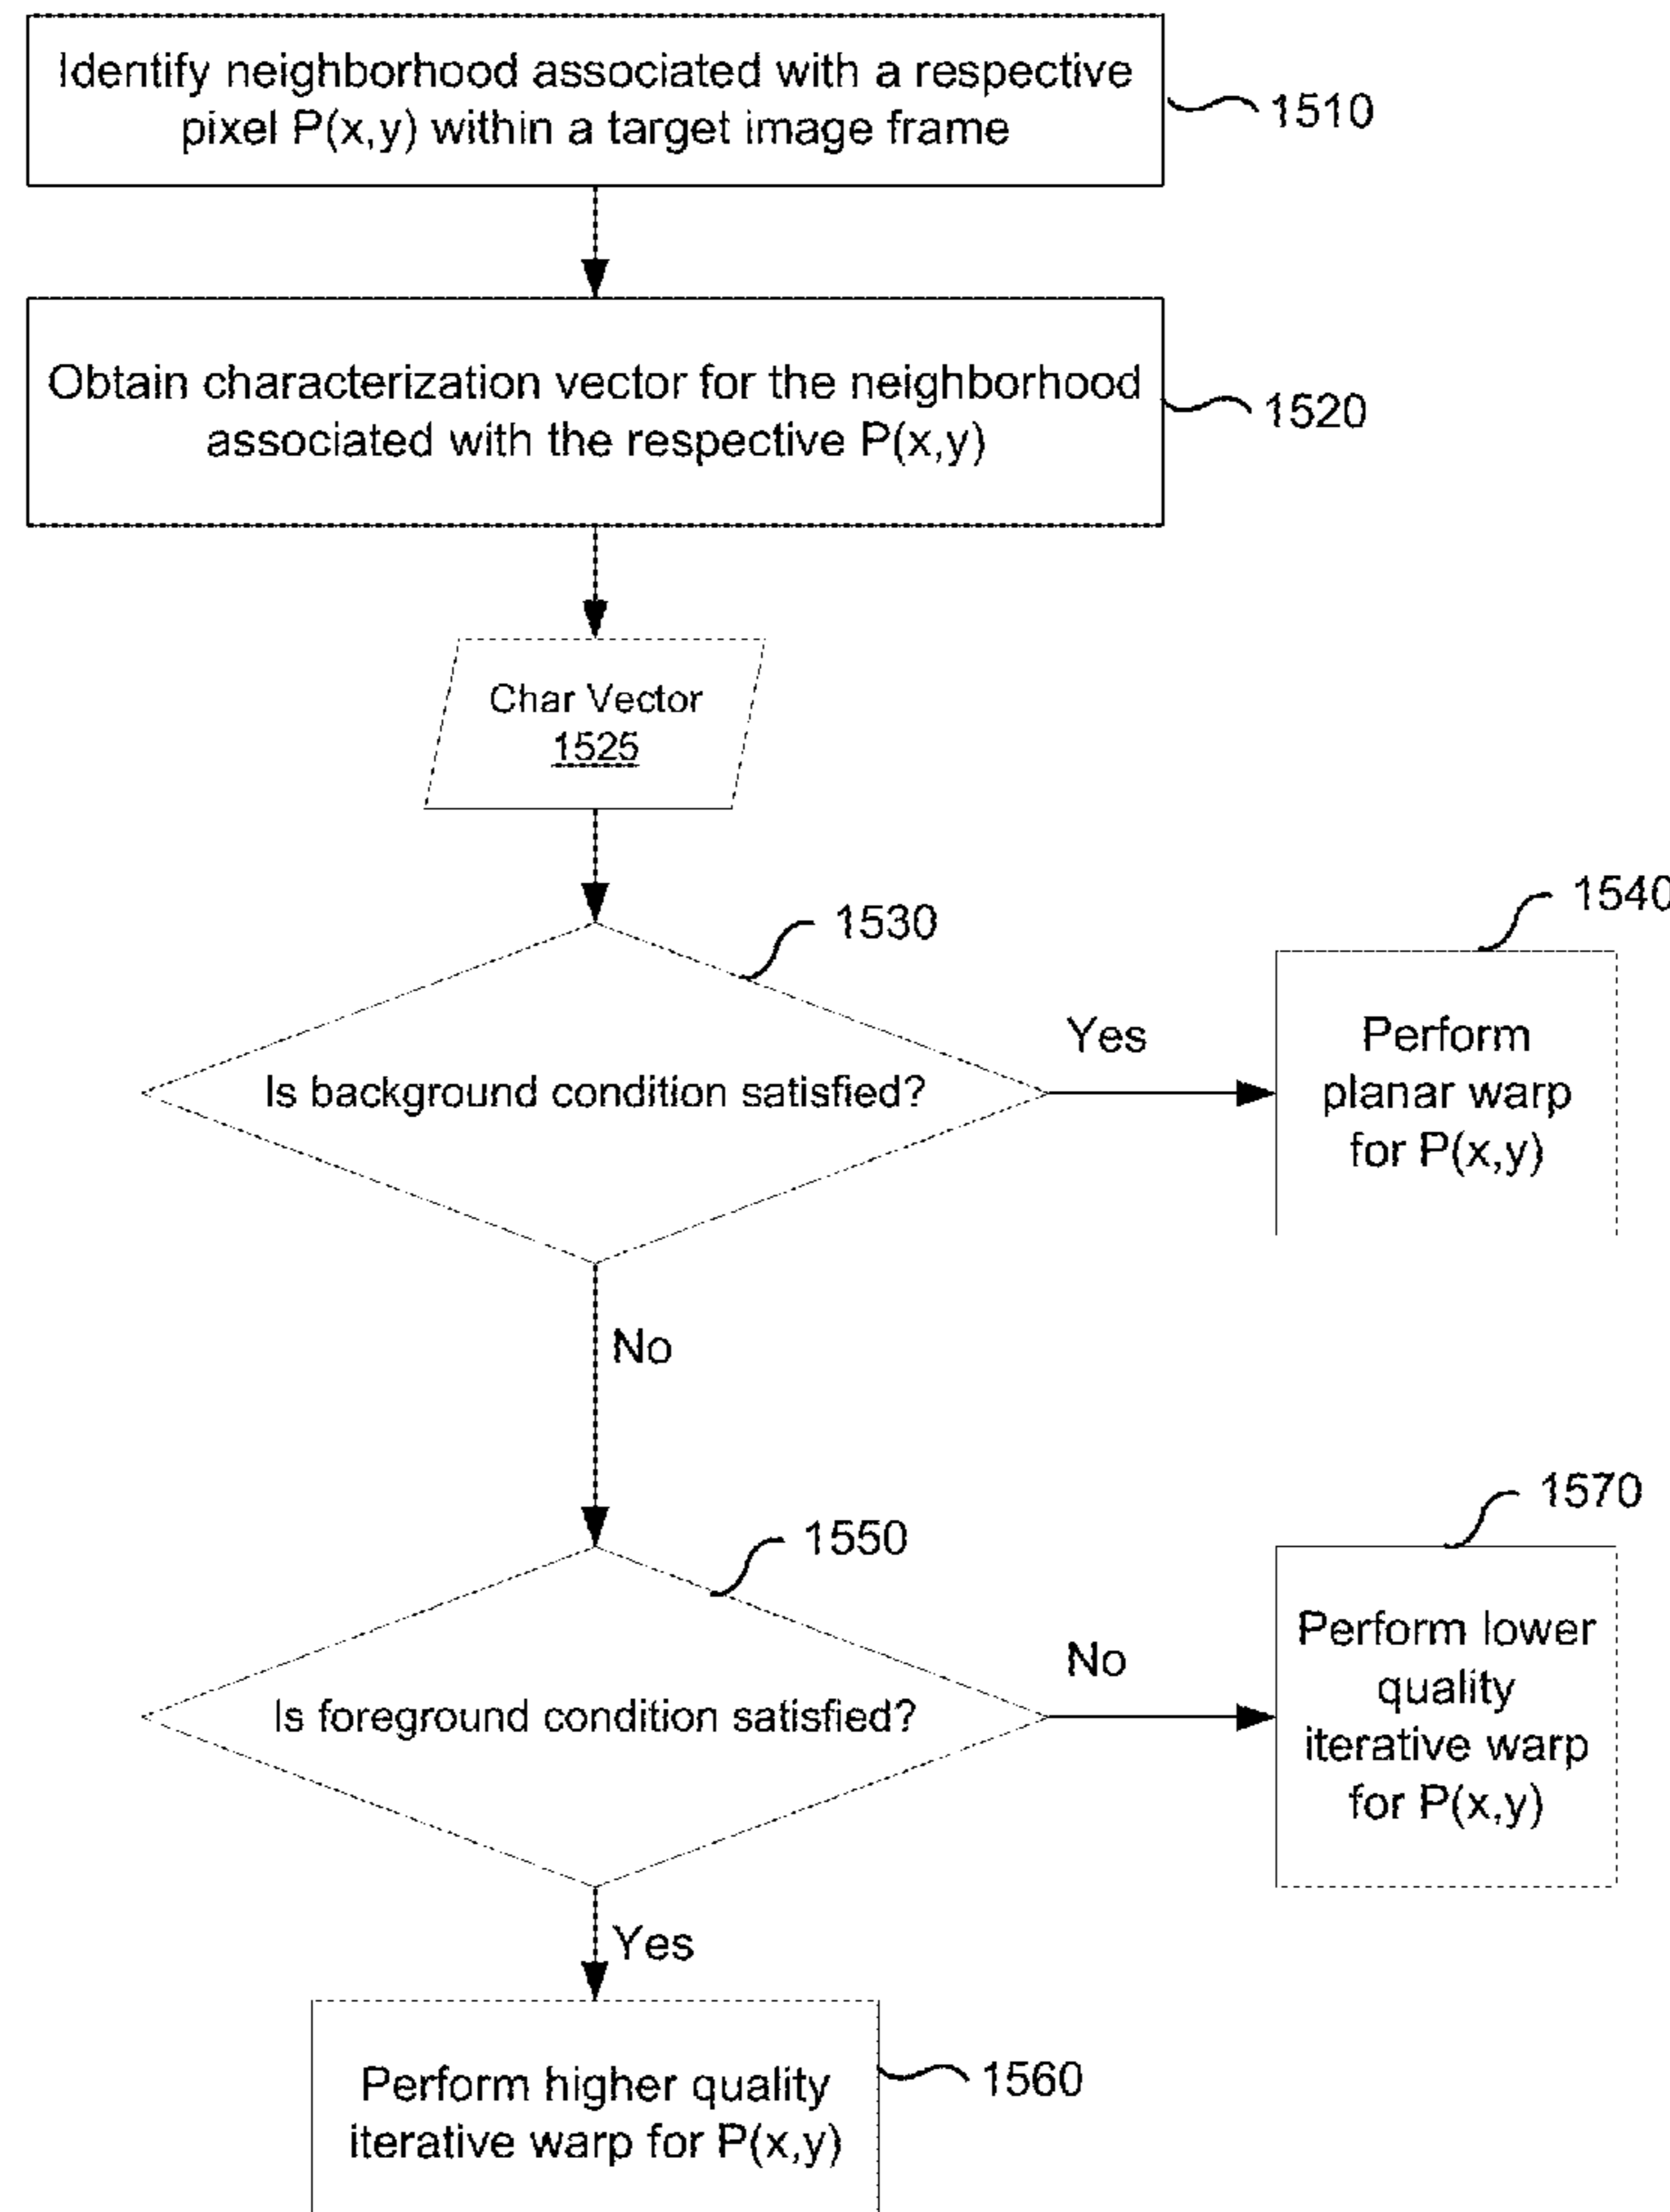 Identify neighborhood associated with a respective
pixel P(x,y) within a target image frame
1510
Obtain characterization vector for the neighborhood
associated with the respective P(x,y)
1520
Char Vector
1525
1530
Is background condition satisfied?
Yes
1540
Perform
planar warp
for P(x,y)
No
1550
Is foreground condition satisfied?
No
1570
Perform lower
quality
iterative warp
for P(x,y)
Yes
Perform higher quality
iterative warp for P(x,y)
1560